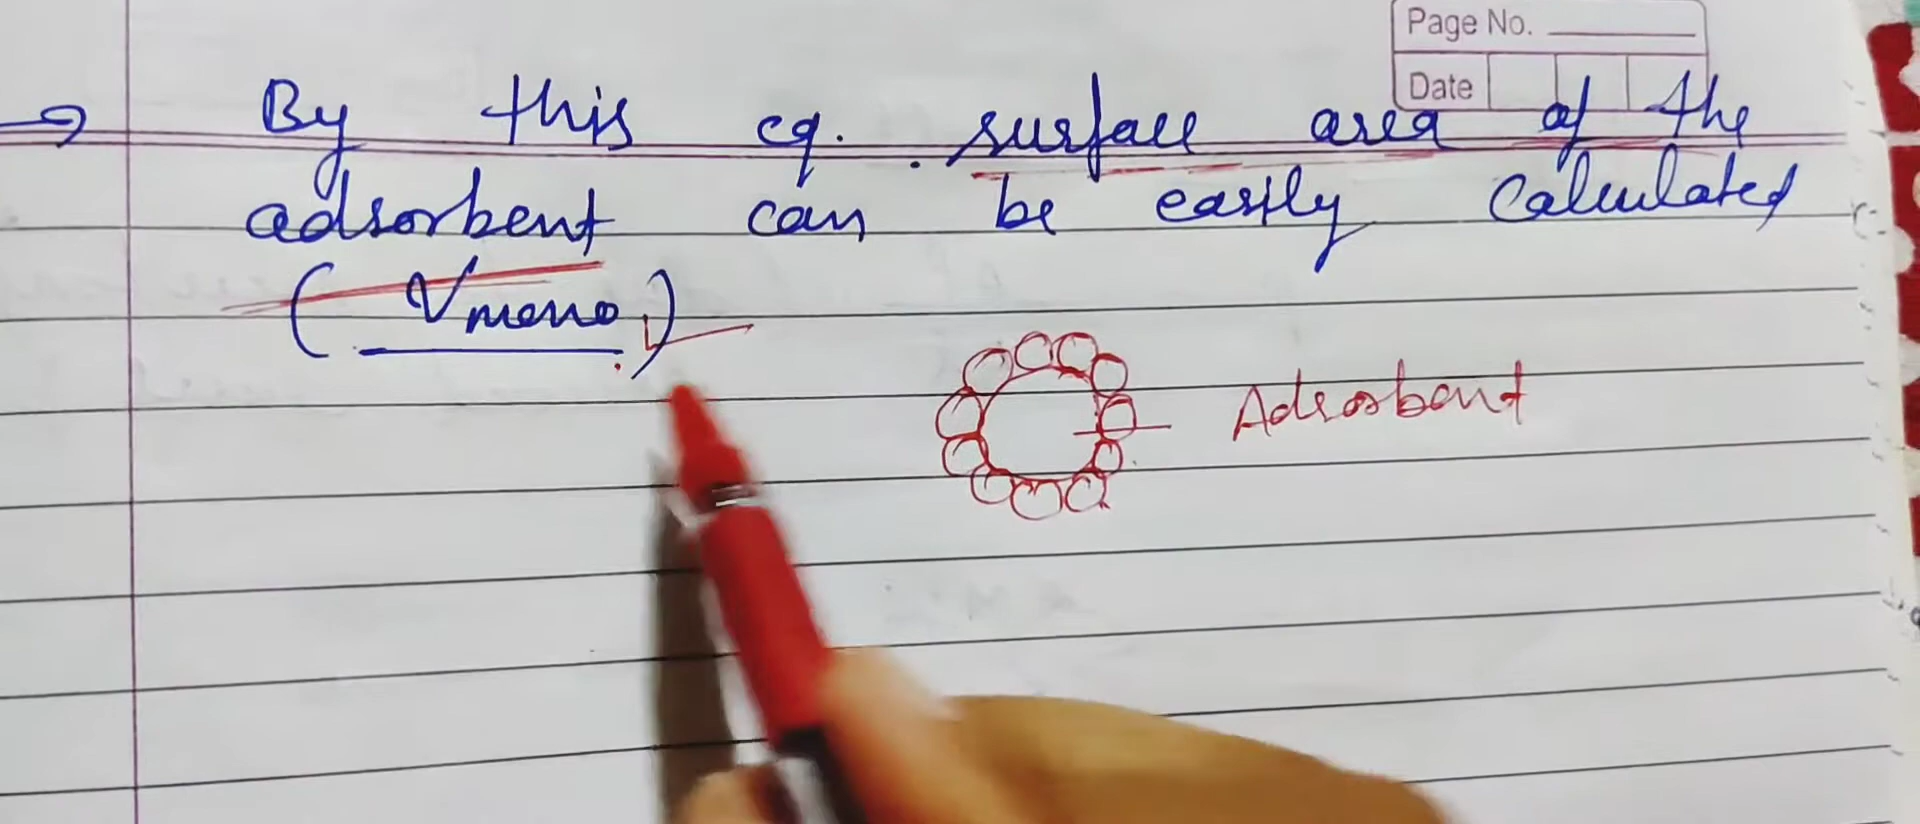 Page No.
Date
→ By this eq. surface area of the
adsorbent can be easily calculated
(Vmono)
Adsorbent